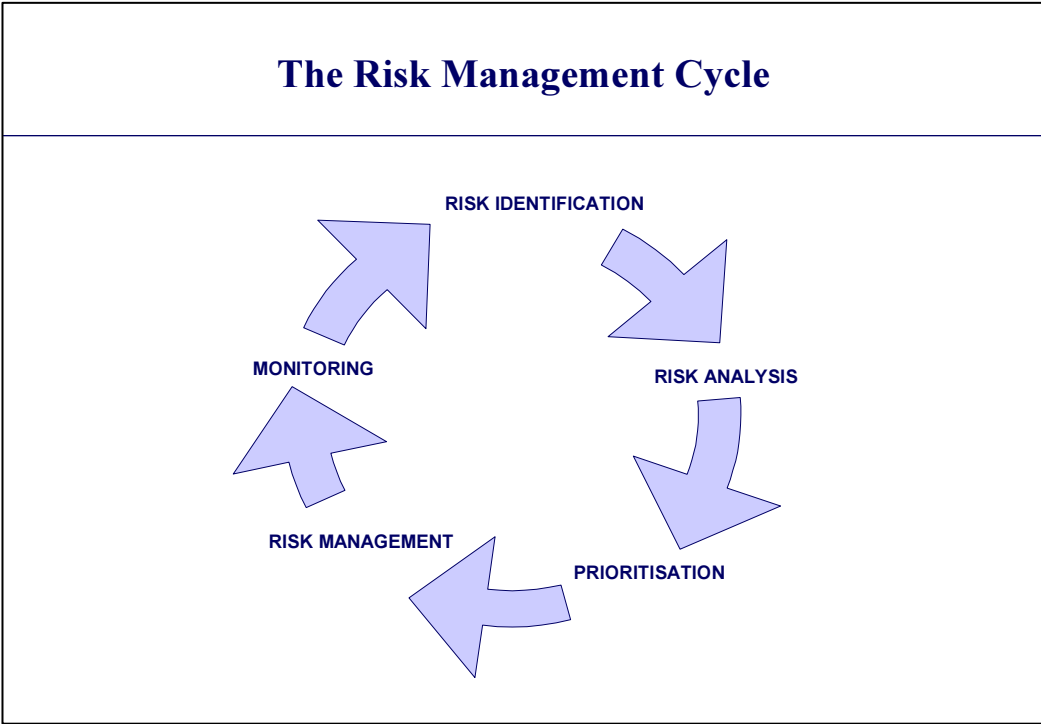 The Risk Management Cycle
RISK IDENTIFICATION
RISK ANALYSIS
PRIORITISATION
RISK MANAGEMENT
MONITORING